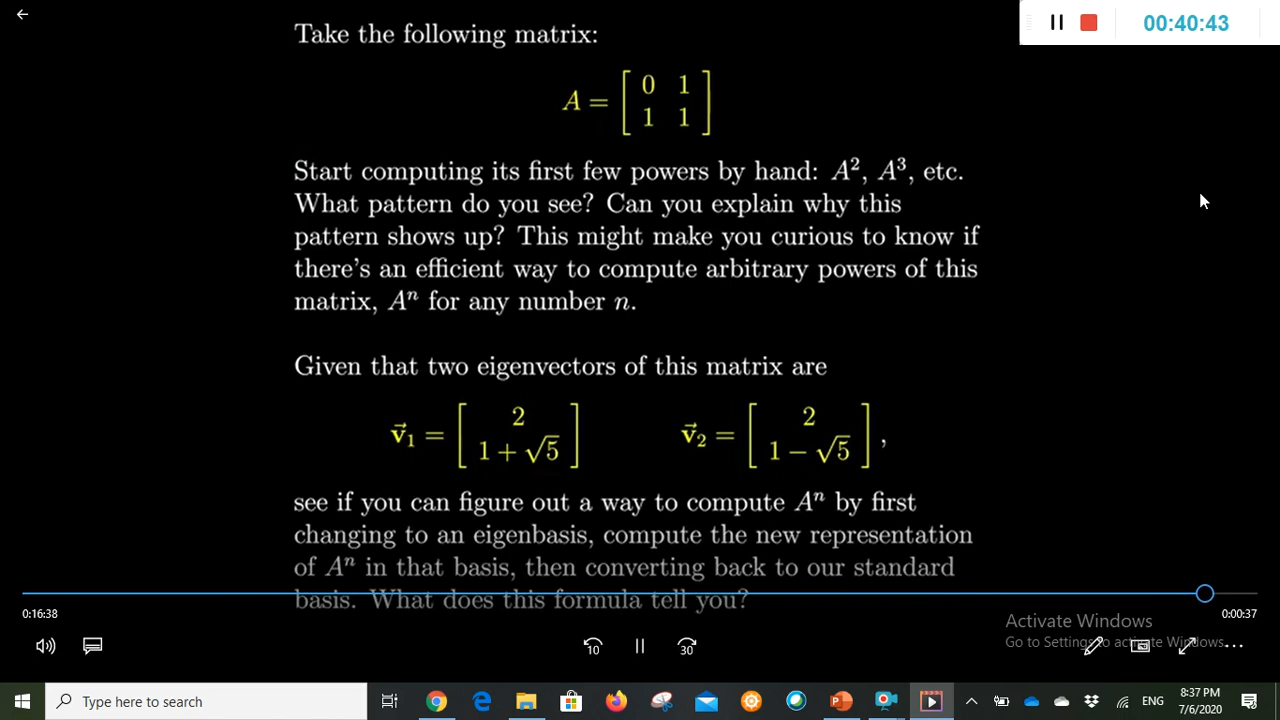 00:40:43
Take the following matrix:
A = [ 0 1
1 1 ]
Start computing its first few powers by hand: A², A³, etc.
What pattern do you see? Can you explain why this
pattern shows up? This might make you curious to know if
there's an efficient way to compute arbitrary powers of this
matrix, Aⁿ for any number n.
Given that two eigenvectors of this matrix are
v⃗₁ = [ 2
1 + √5 ]
v⃗₂ = [ 2
1 − √5 ] ,
see if you can figure out a way to compute Aⁿ by first
changing to an eigenbasis, compute the new representation
of Aⁿ in that basis, then converting back to our standard
basis. What does this formula tell you?
0:16:38
0:00:37
Activate Windows
Go to Settings to activate Windows.
10
30
Type here to search
ENG
8:37 PM
7/6/2020